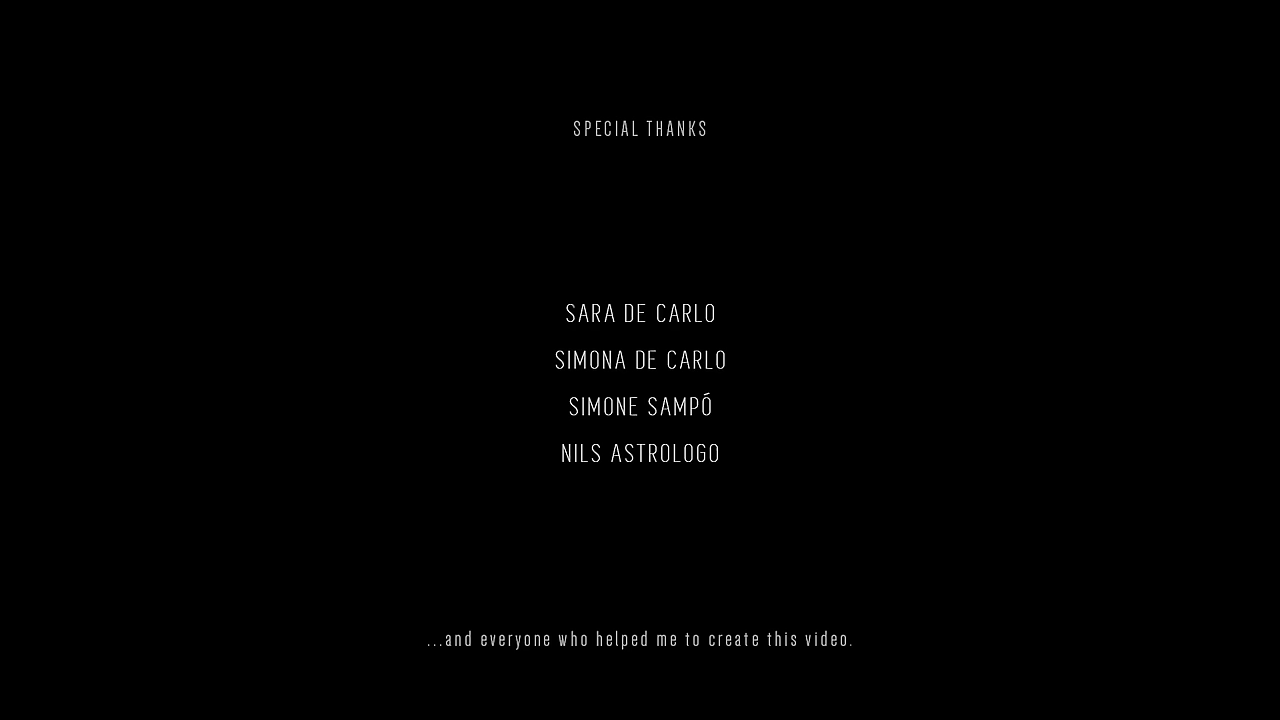 SPECIAL THANKS
SARA DE CARLO
SIMONA DE CARLO
SIMONE SAMPÓ
NILS ASTROLOGO
...and everyone who helped me to create this video.